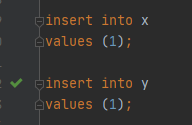 insert into x
values (1);
insert into y
values (1);